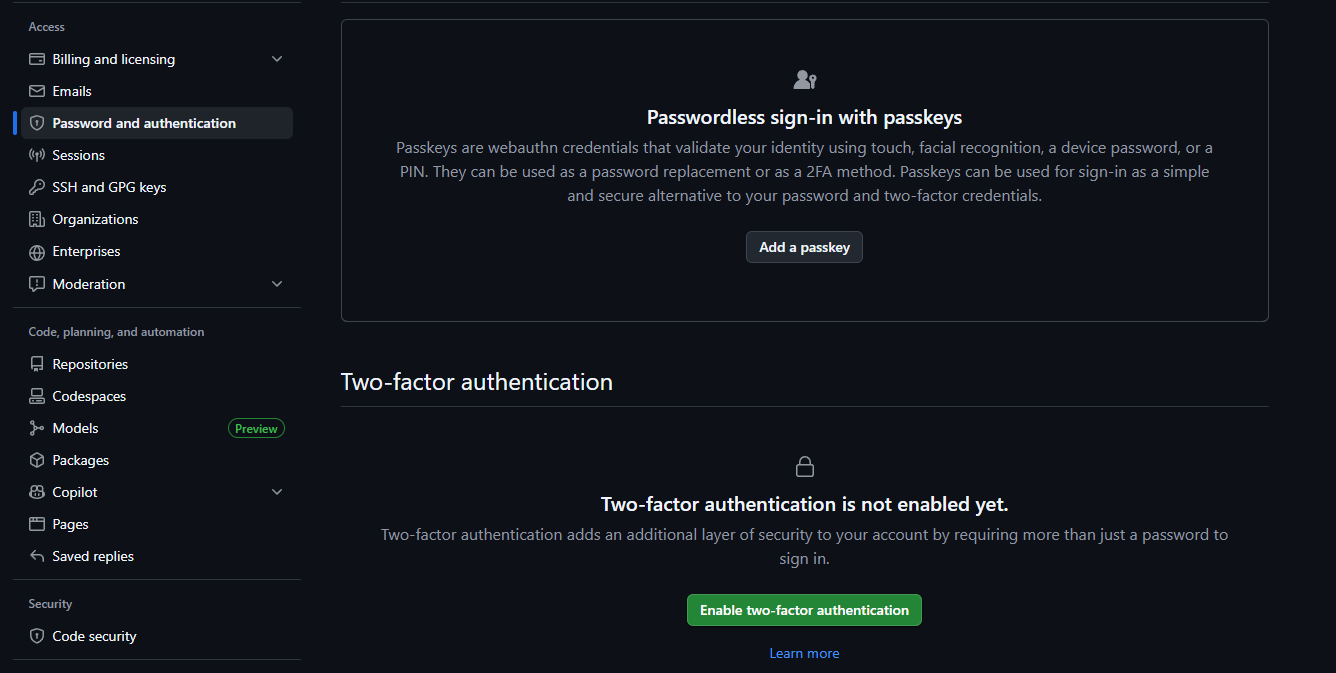 Access
Billing and licensing
Emails
Password and authentication
Sessions
SSH and GPG keys
Organizations
Enterprises
Moderation
Code, planning, and automation
Repositories
Codespaces
Models
Preview
Packages
Copilot
Pages
Saved replies
Security
Code security
Passwordless sign-in with passkeys
Passkeys are webauthn credentials that validate your identity using touch, facial recognition, a device password, or a
PIN. They can be used as a password replacement or as a 2FA method. Passkeys can be used for sign-in as a simple
and secure alternative to your password and two-factor credentials.
Add a passkey
Two-factor authentication
Two-factor authentication is not enabled yet.
Two-factor authentication adds an additional layer of security to your account by requiring more than just a password to
sign in.
Enable two-factor authentication
Learn more